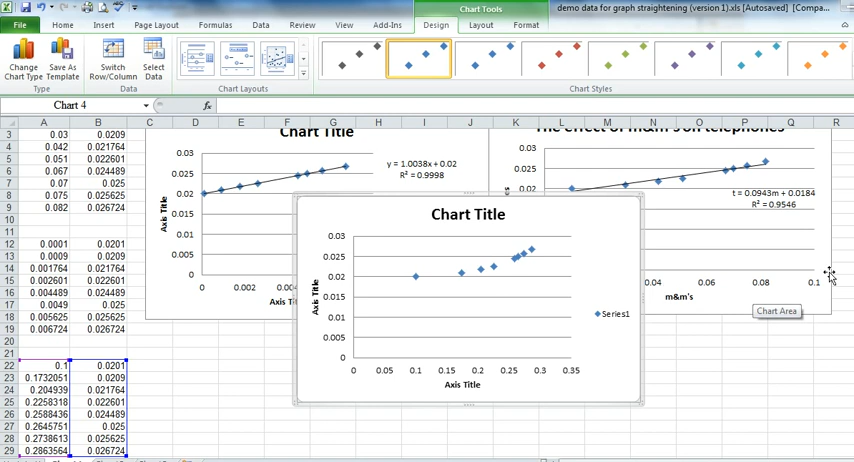 Chart Tools
demo data for graph straightening (version 1).xls [Autosaved] [Compa...
File Home Insert Page Layout Formulas Data Review View Add-Ins Design Layout Format
Change Chart Type
Save As Template
Switch Row/Column
Select Data
Type Data Chart Layouts Chart Styles
Chart 4 fx
A B C D E F G H I J K L M N O P Q R
3 0.03 0.0209
4 0.042 0.021764
5 0.051 0.022601
6 0.067 0.024489
7 0.07 0.025
8 0.075 0.025625
9 0.082 0.026724
10
11
12 0.0001 0.0201
13 0.0009 0.0209
14 0.001764 0.021764
15 0.002601 0.022601
16 0.004489 0.024489
17 0.0049 0.025
18 0.005625 0.025625
19 0.006724 0.026724
20
21
22 0.1 0.0201
23 0.1732051 0.0209
24 0.204939 0.021764
25 0.2258318 0.022601
26 0.2588436 0.024489
27 0.2645751 0.025
28 0.2738613 0.025625
29 0.2863564 0.026724
Chart Title
0.03
0.025
0.02
0.015
0.01
0.005
0
0 0.002 0.004
Axis Title
y = 1.0038x + 0.02
R² = 0.9998
The effect of m&m's on telephones
0.03
0.02
0.02
t = 0.0943m + 0.0184
R² = 0.9546
0.04 0.06 0.08 0.1
m&m's
Chart Area
Chart Title
0.03
0.025
0.02
0.015
0.01
0.005
0
0 0.05 0.1 0.15 0.2 0.25 0.3 0.35
Axis Title
Axis Title
Series1